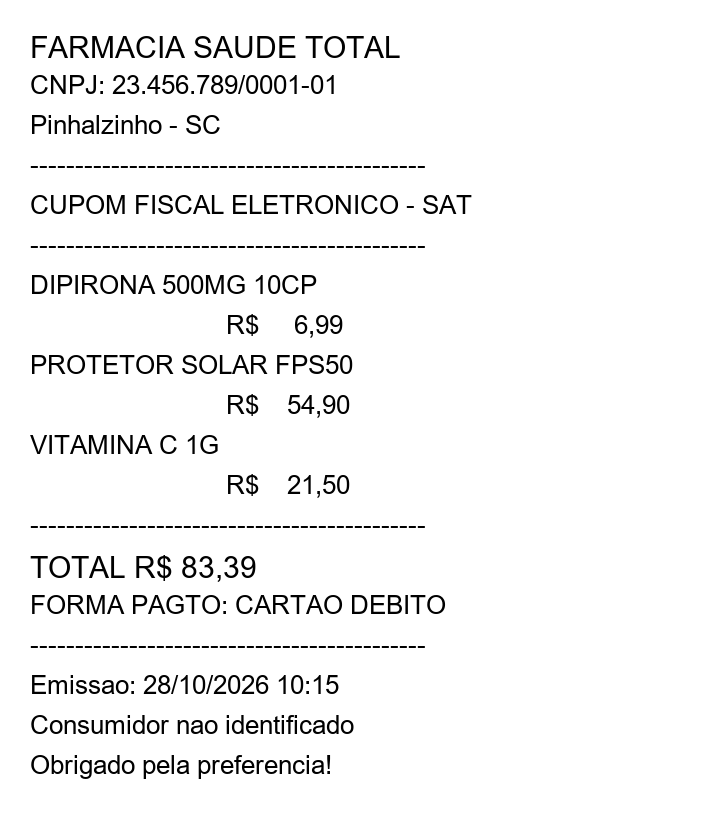 FARMACIA SAUDE TOTAL
CNPJ: 23.456.789/0001-01
Pinhalzinho - SC
--------------------------------------------
CUPOM FISCAL ELETRONICO - SAT
--------------------------------------------
DIPIRONA 500MG 10CP
R$ 6,99
PROTETOR SOLAR FPS50
R$ 54,90
VITAMINA C 1G
R$ 21,50
--------------------------------------------
TOTAL R$ 83,39
FORMA PAGTO: CARTAO DEBITO
--------------------------------------------
Emissao: 28/10/2026 10:15
Consumidor nao identificado
Obrigado pela preferencia!